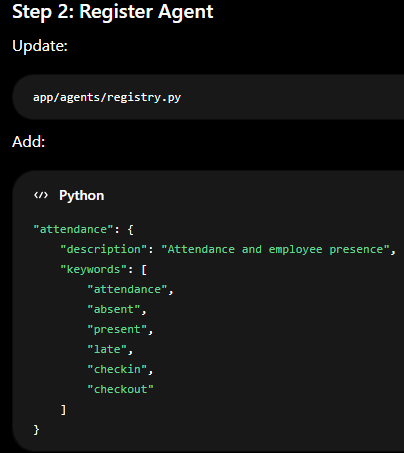 Step 2: Register Agent
Update:
app/agents/registry.py
Add:
</> Python
"attendance": {
    "description": "Attendance and employee presence",
    "keywords": [
        "attendance",
        "absent",
        "present",
        "late",
        "checkin",
        "checkout"
    ]
}